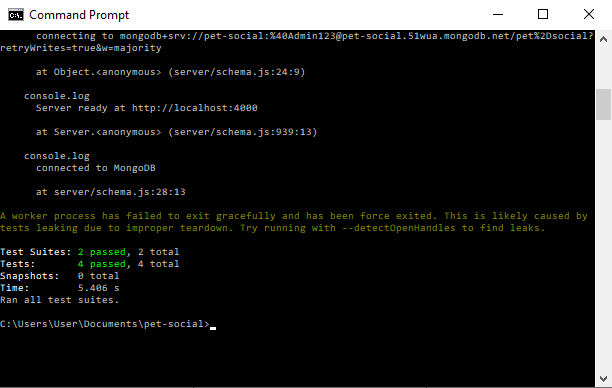 Command Prompt
connecting to mongodb+srv://pet-social:%40Admin123@pet-social.51wua.mongodb.net/pet%2Dsocial?
retryWrites=true&w=majority
at Object.<anonymous> (server/schema.js:24:9)
console.log
Server ready at http://localhost:4000
at Server.<anonymous> (server/schema.js:939:13)
console.log
connected to MongoDB
at server/schema.js:28:13
A worker process has failed to exit gracefully and has been force exited. This is likely caused by
tests leaking due to improper teardown. Try running with --detectOpenHandles to find leaks.
Test Suites: 2 passed, 2 total
Tests: 4 passed, 4 total
Snapshots: 0 total
Time: 5.406 s
Ran all test suites.
C:\Users\User\Documents\pet-social>